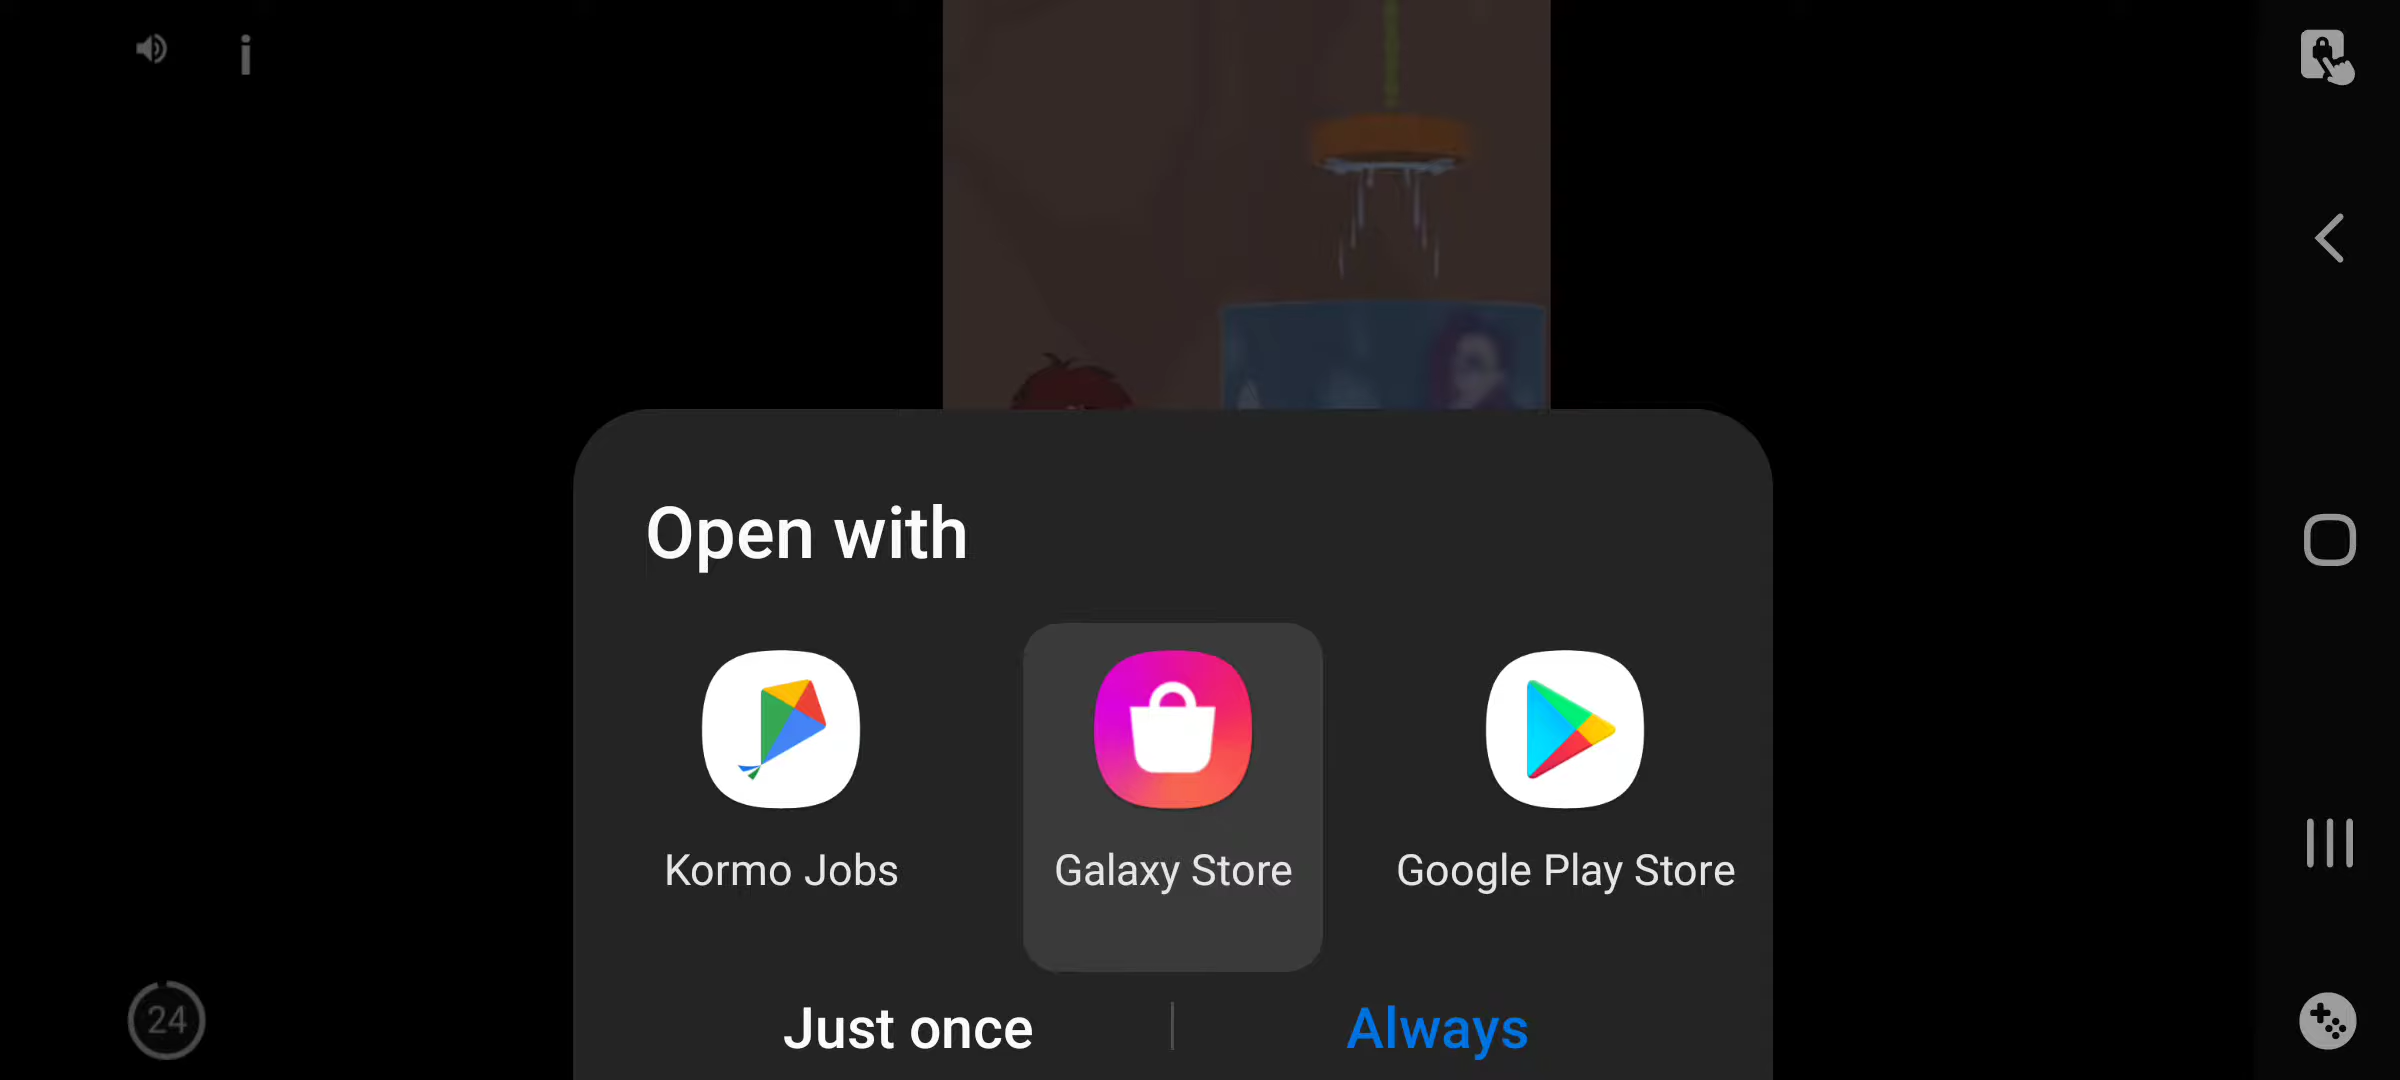 i
Open with
Kormo Jobs
Galaxy Store
Google Play Store
24
Just once
Always